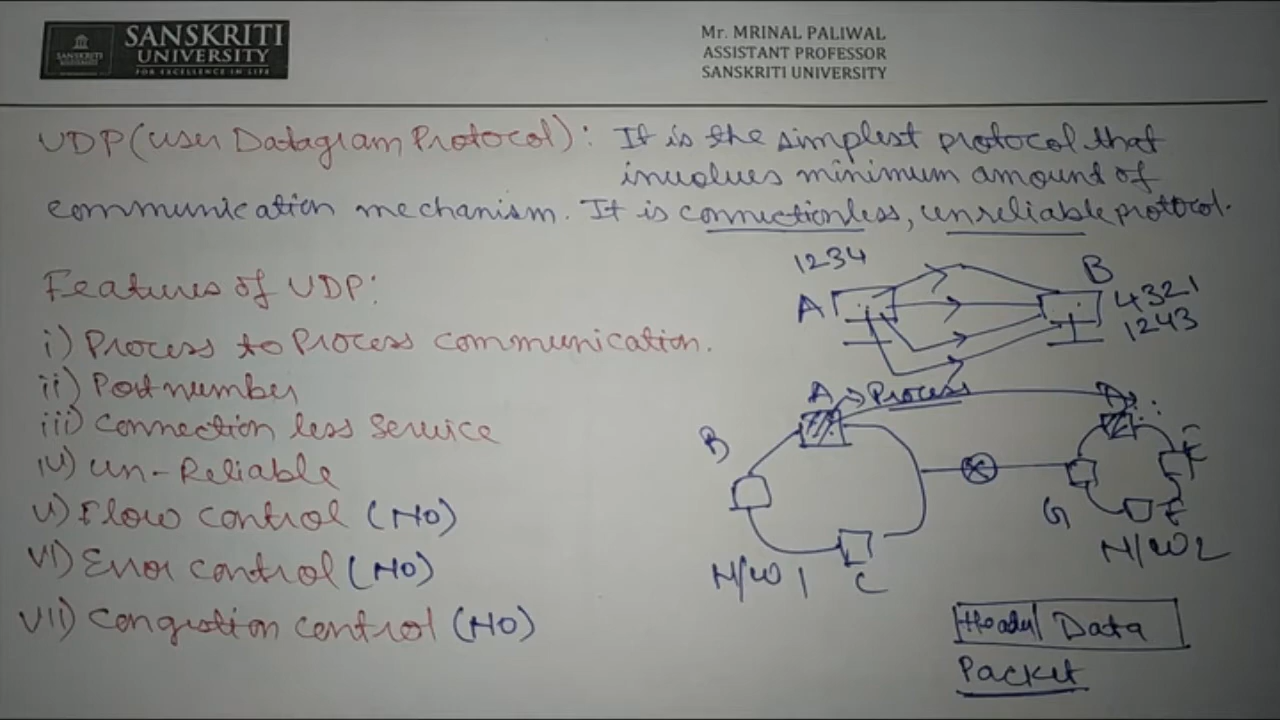 SANSKRITI
UNIVERSITY
FOR EXCELLENCE IN LIFE
SANSKRITI
Mr. MRINAL PALIWAL
ASSISTANT PROFESSOR
SANSKRITI UNIVERSITY
UDP (User Datagram Protocol): It is the simplest protocol that
involves minimum amount of
communication mechanism. It is connectionless, unreliable protocol.
Features of UDP:
i) Process to Process communication.
ii) Port number
iii) Connection less Service
iv) un-Reliable
v) Flow control (NO)
vi) Error control (NO)
vii) Congestion control (NO)
1234
A
B
4321
1243
A → Process
B
C
N/W 1
D
F
E
G
N/W 2
Header Data
Packet